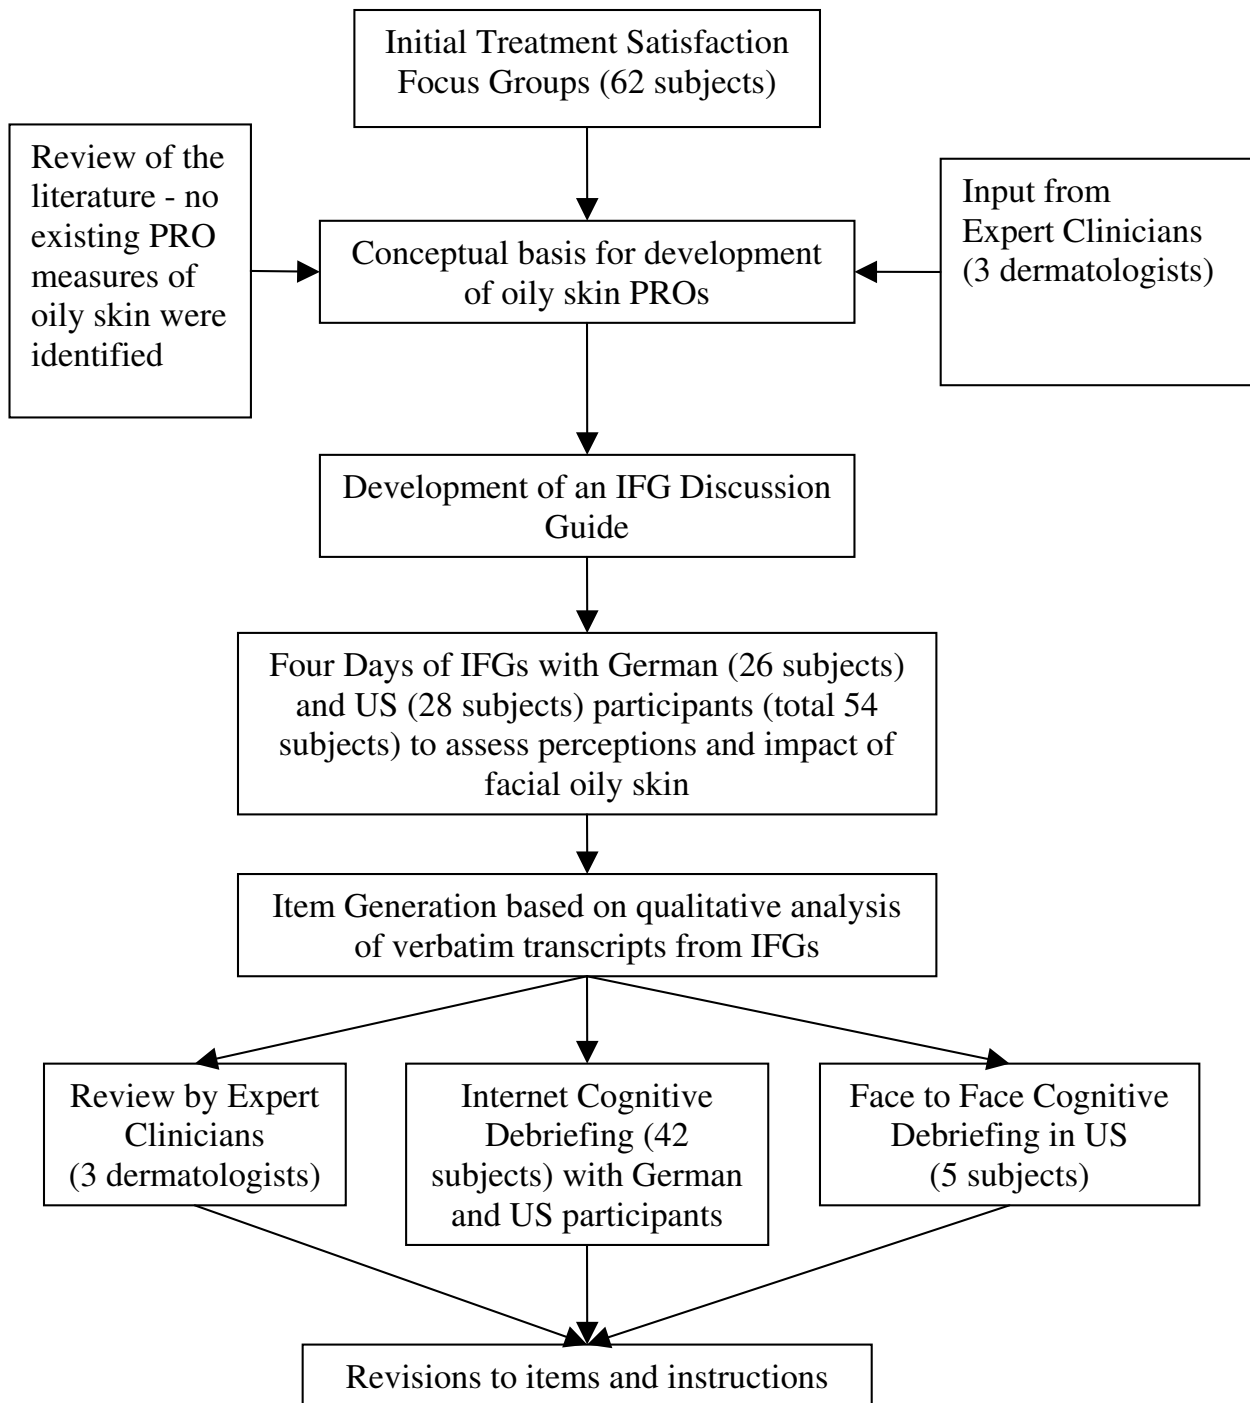 Initial Treatment Satisfaction
Focus Groups (62 subjects)
Review of the
literature - no
existing PRO
measures of
oily skin were
identified
Input from
Expert Clinicians
(3 dermatologists)
Conceptual basis for development
of oily skin PROs
Development of an IFG Discussion
Guide
Four Days of IFGs with German (26 subjects)
and US (28 subjects) participants (total 54
subjects) to assess perceptions and impact of
facial oily skin
Item Generation based on qualitative analysis
of verbatim transcripts from IFGs
Review by Expert
Clinicians
(3 dermatologists)
Internet Cognitive
Debriefing (42
subjects) with German
and US participants
Face to Face Cognitive
Debriefing in US
(5 subjects)
Revisions to items and instructions